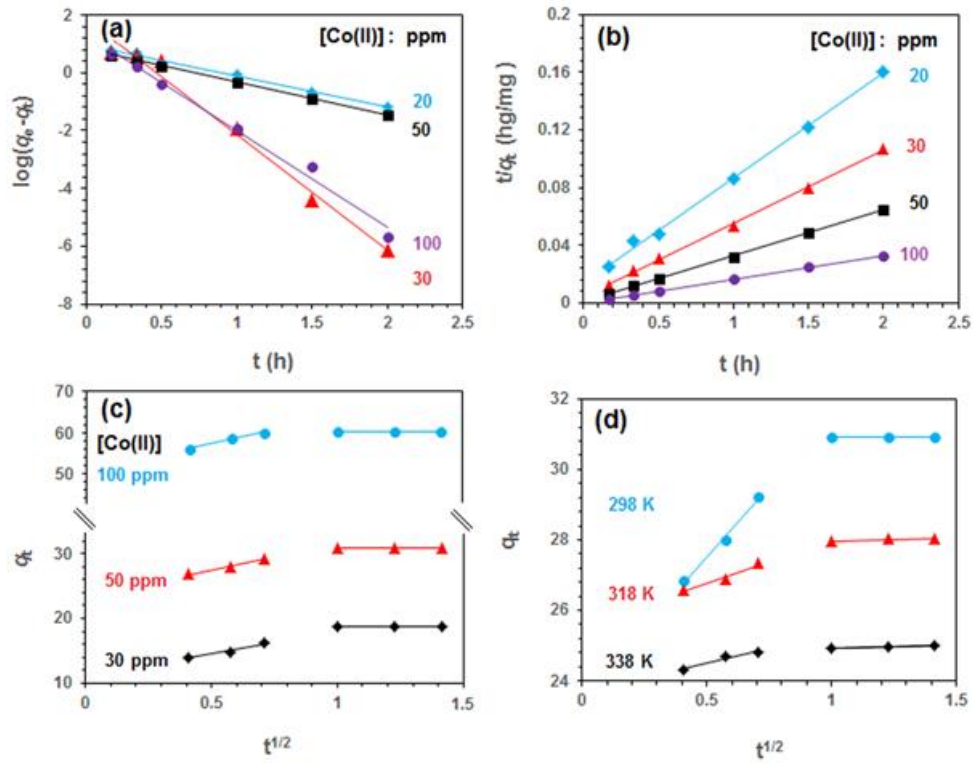 (a)
[Co(II)] : ppm
2
0
-2
-4
-6
-8
log(qe-qt)
20
50
100
30
0 0.5 1.0 1.5 2.0 2.5
t (h)
(b)
[Co(II)] : ppm
0.16
0.12
0.08
0.04
0
t/qt (hg/mg)
20
30
50
100
0 0.5 1.0 1.5 2.0 2.5
t (h)
(c)
[Co(II)]
100 ppm
50 ppm
30 ppm
70
60
50
30
20
10
qt
0 0.5 1 1.5
t1/2
(d)
32
30
28
26
24
qt
298 K
318 K
338 K
0 0.5 1 1.5
t1/2